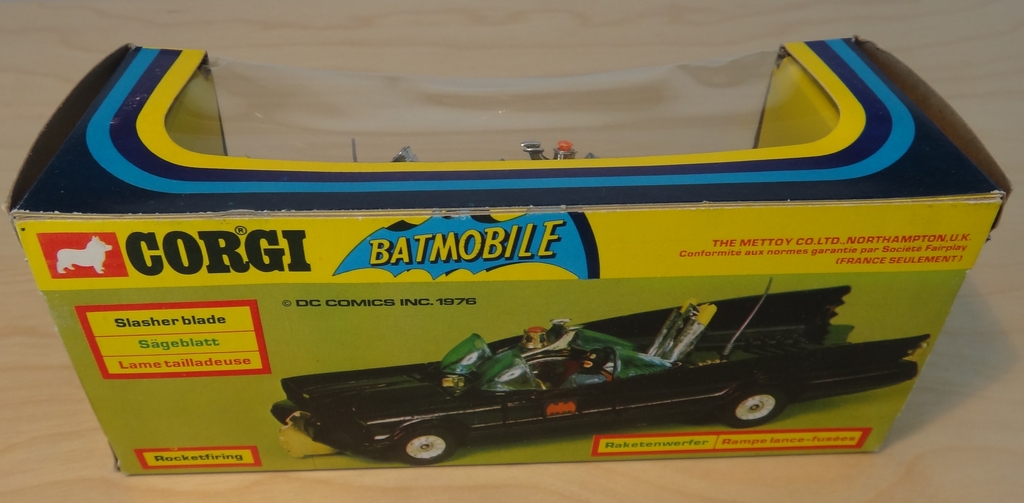 CORGI®
BATMOBILE
THE METTOY CO.LTD., NORTHAMPTON, U.K.
Conformite aux normes garantie par Société Fairplay
(FRANCE SEULEMENT)
© DC COMICS INC. 1976
Slasher blade
Sägeblatt
Lame tailladeuse
Rocketfiring
Raketenwerfer Rampe lance-fusées